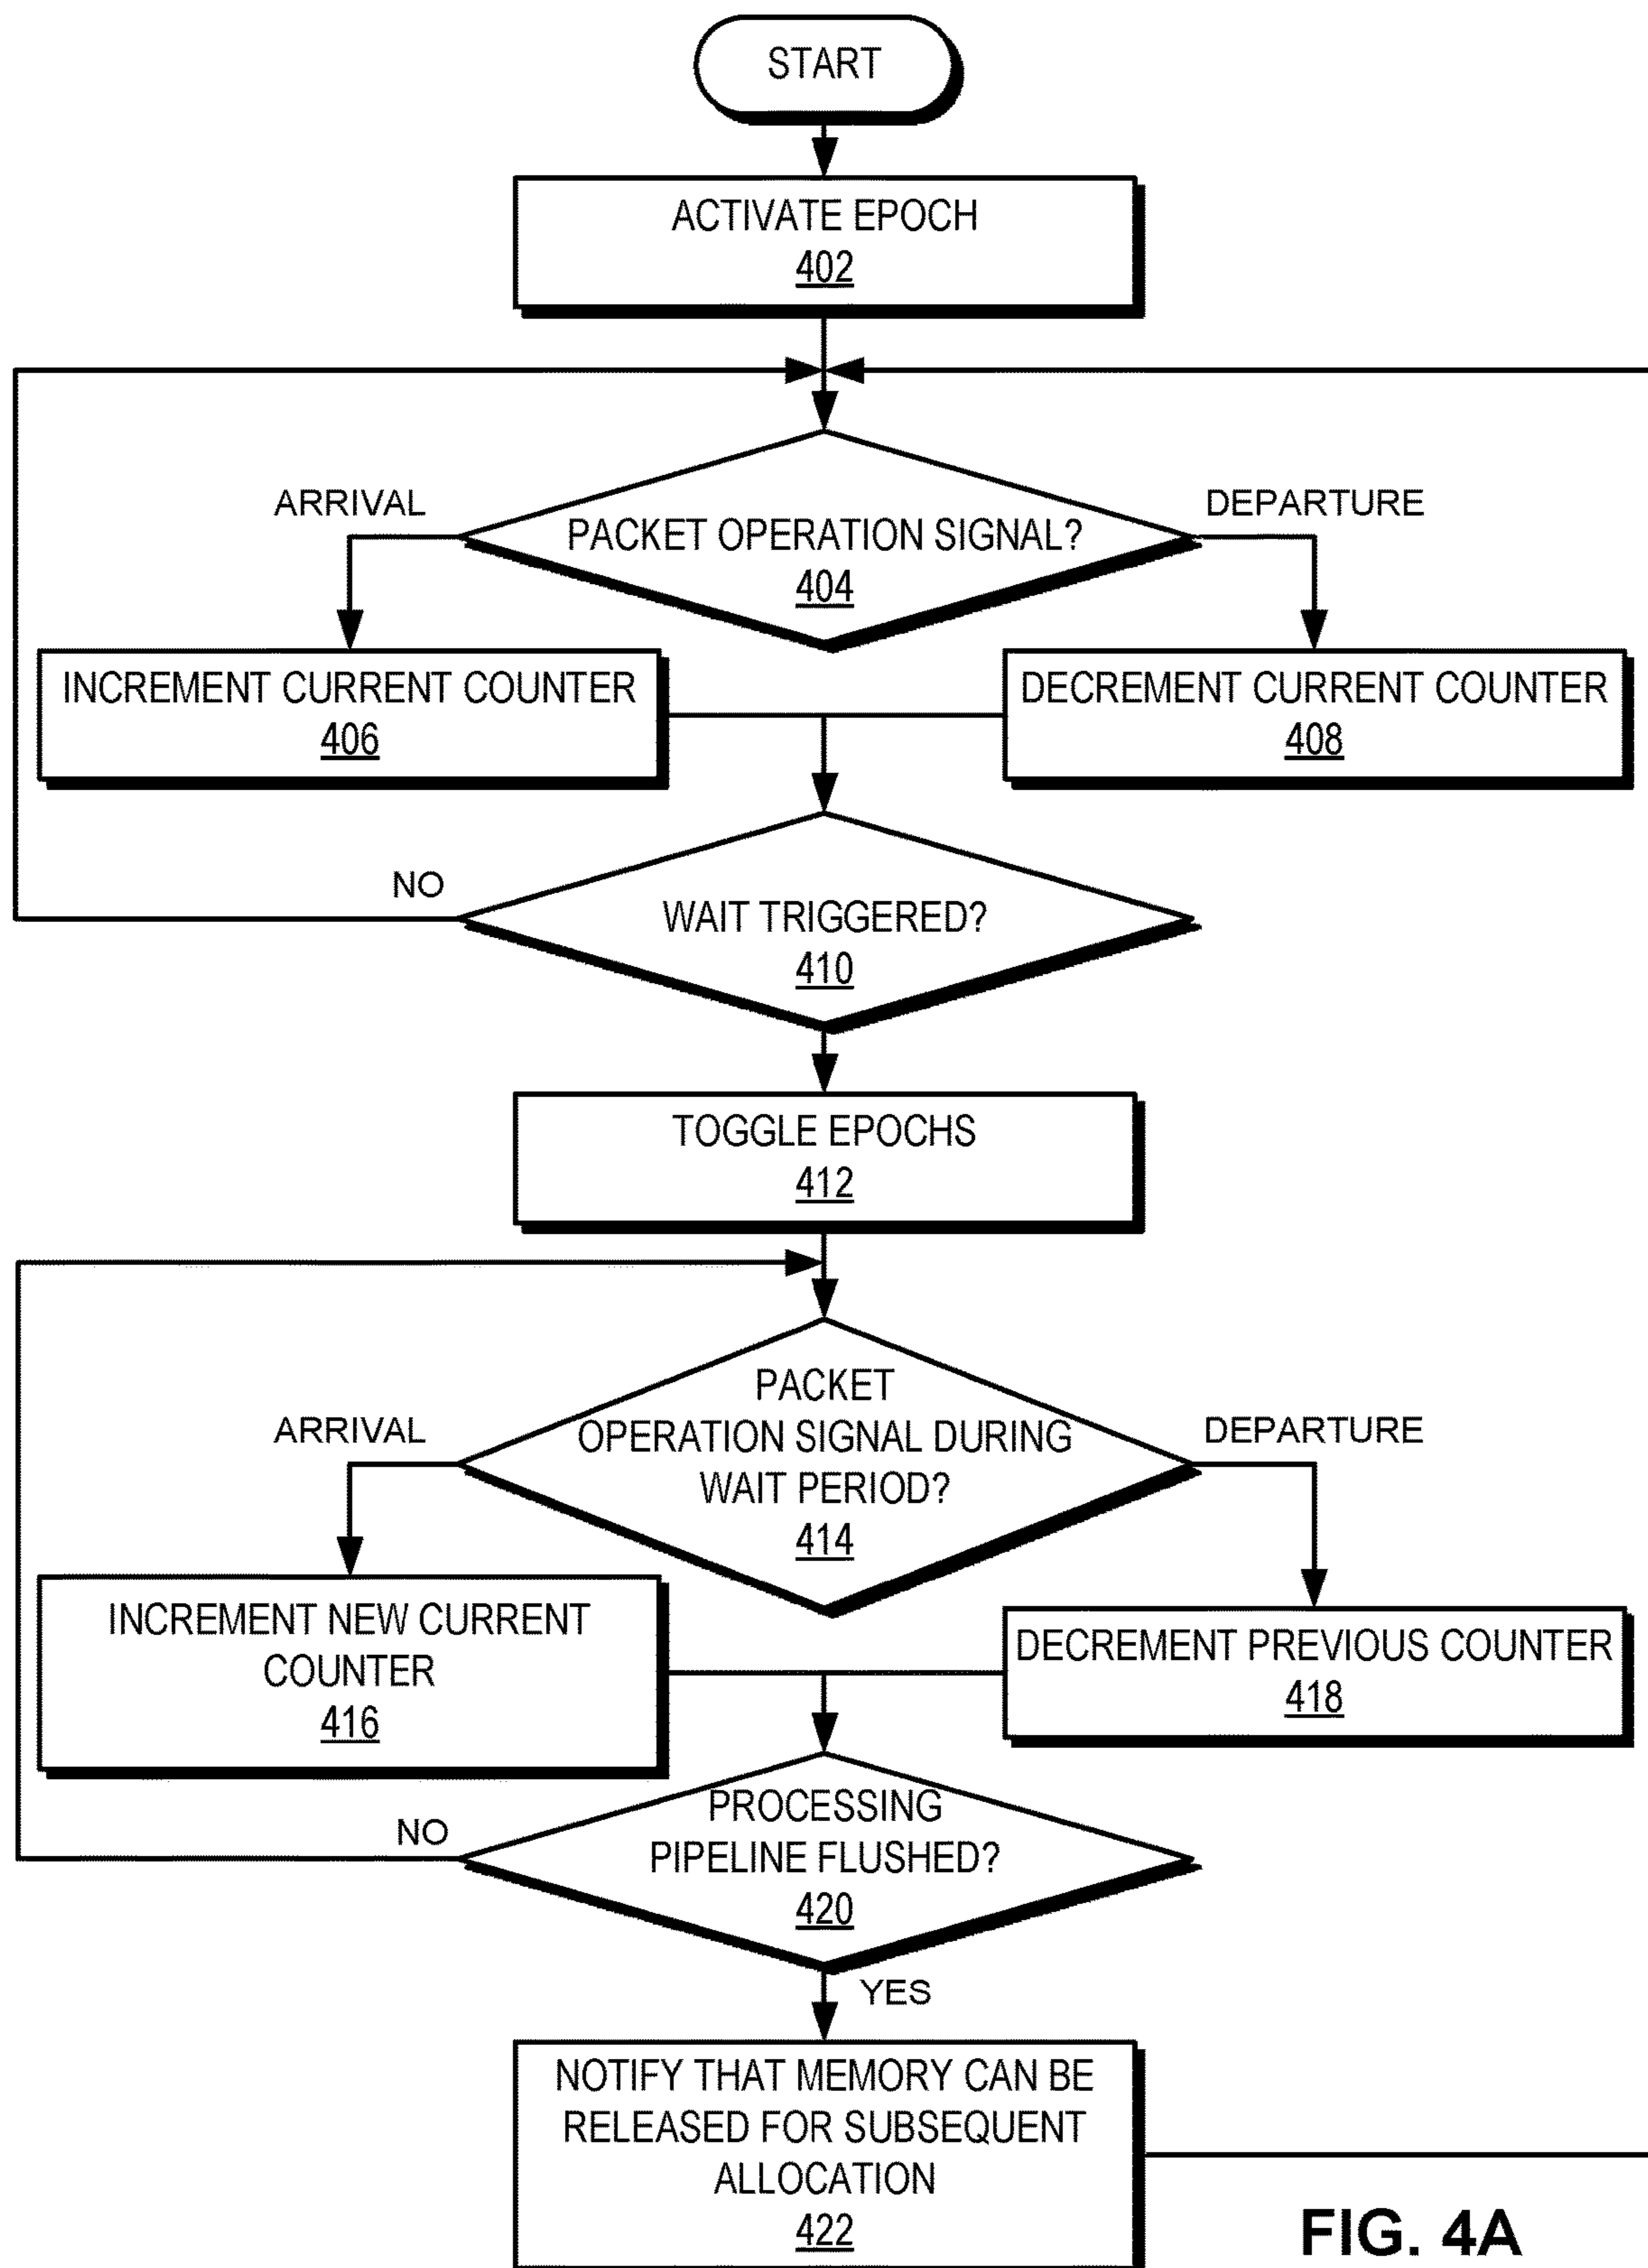 START
ACTIVATE EPOCH
402
ARRIVAL
DEPARTURE
PACKET OPERATION SIGNAL?
404
INCREMENT CURRENT COUNTER
406
DECREMENT CURRENT COUNTER
408
NO
WAIT TRIGGERED?
410
TOGGLE EPOCHS
412
PACKET
OPERATION SIGNAL DURING
WAIT PERIOD?
414
ARRIVAL
DEPARTURE
INCREMENT NEW CURRENT
COUNTER
416
DECREMENT PREVIOUS COUNTER
418
PROCESSING
PIPELINE FLUSHED?
420
NO
YES
NOTIFY THAT MEMORY CAN BE
RELEASED FOR SUBSEQUENT
ALLOCATION
422
FIG. 4A